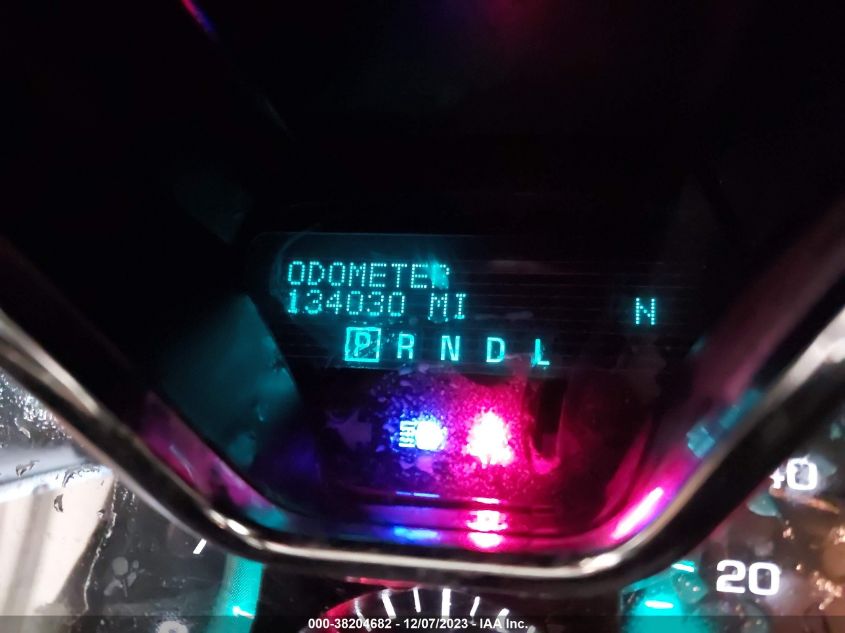 ODOMETER
134030 MI
N
P R N D L
40
20
000-38204682 - 12/07/2023 - IAA Inc.